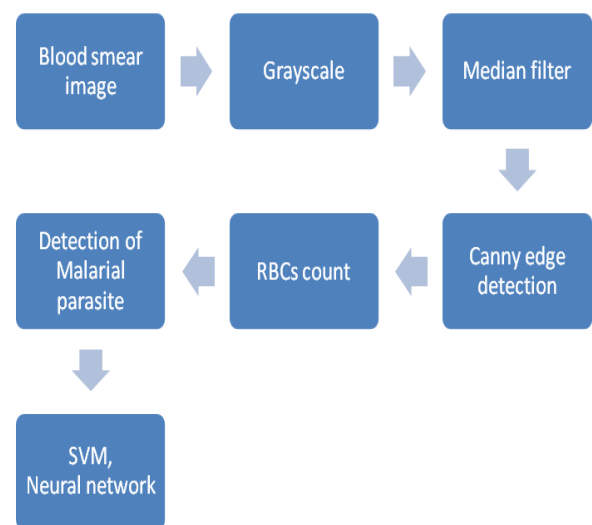 Blood smear
image
Grayscale
Median filter
Canny edge
detection
RBCs count
Detection of
Malarial
parasite
SVM,
Neural network